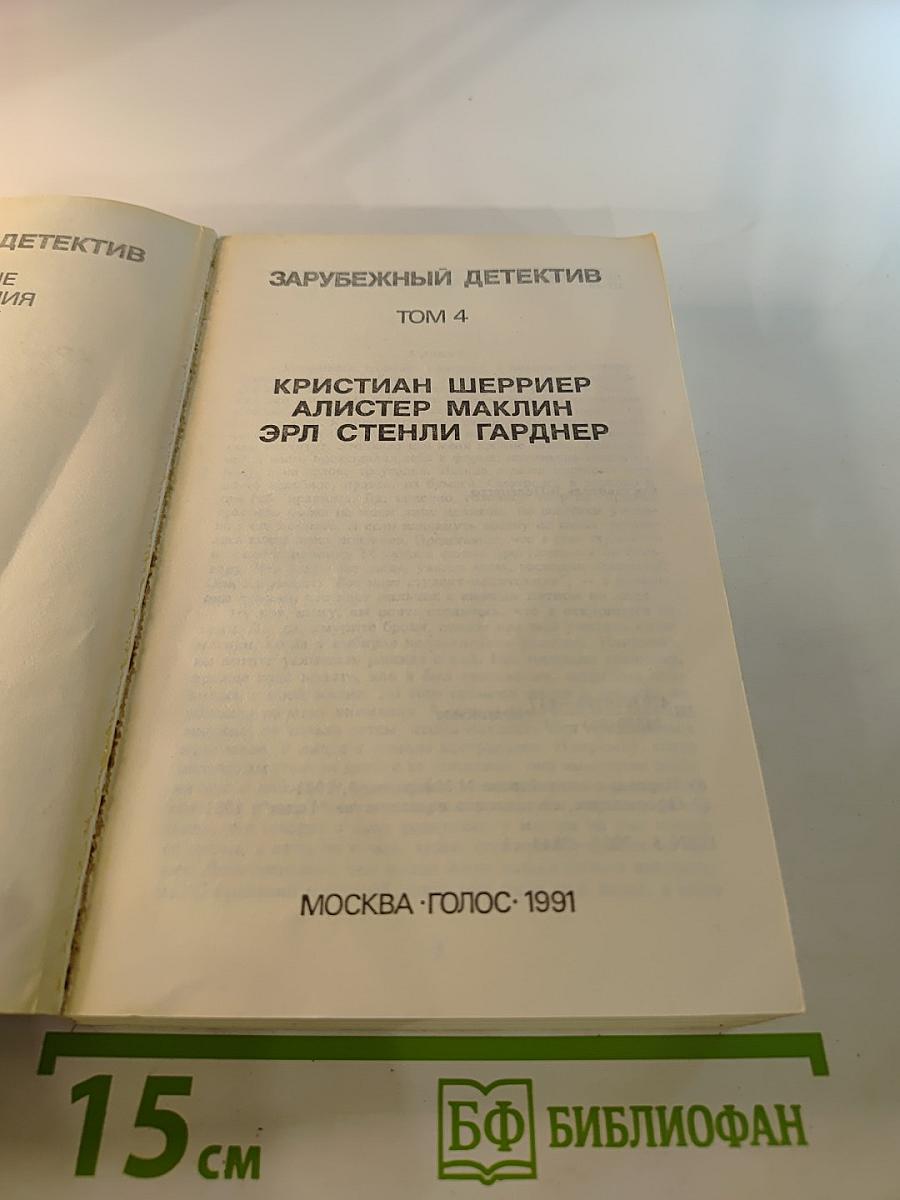 ДЕТЕКТИВ
ЗАРУБЕЖНЫЙ ДЕТЕКТИВ
ТОМ 4
КРИСТИАН ШЕРРИЕР
АЛИСТЕР МАКЛИН
ЭРЛ СТЕНЛИ ГАРДНЕР
МОСКВА · ГОЛОС · 1991
15 см
БФ БИБЛИОФАН